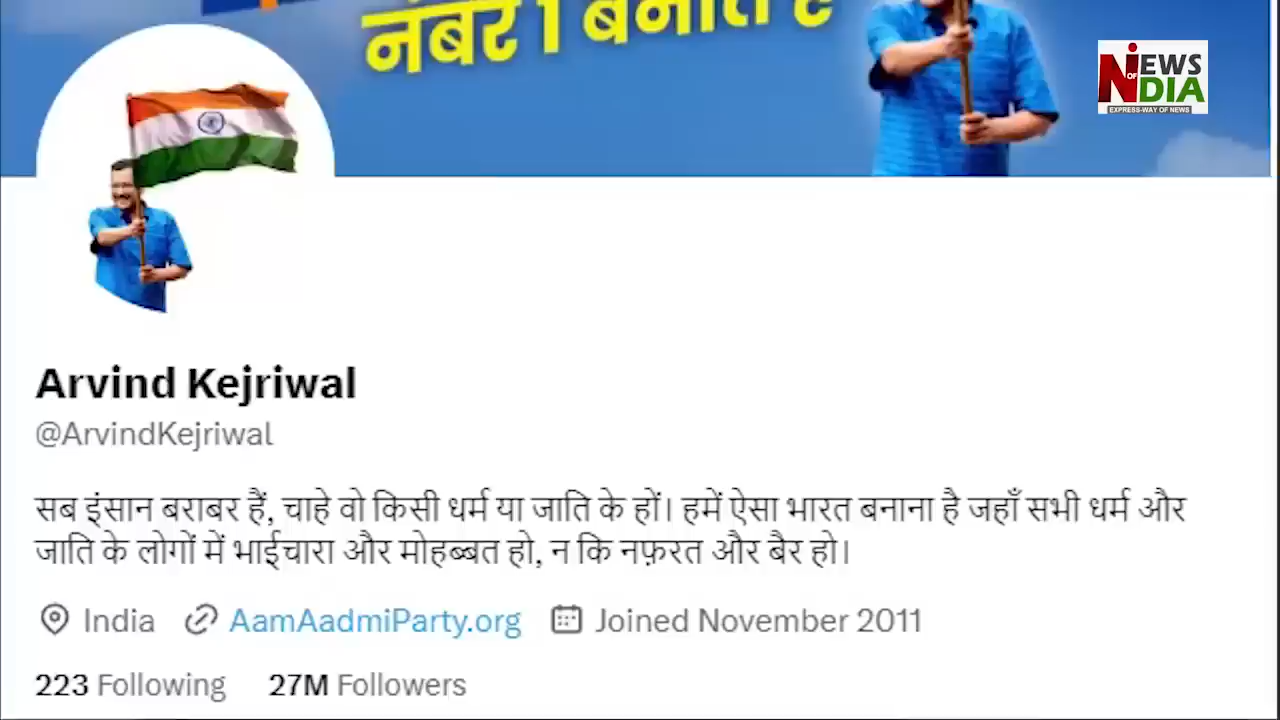 नंबर 1 बनाना है
NEWS
OF
INDIA
EXPRESS-WAY OF NEWS
Arvind Kejriwal
@ArvindKejriwal
सब इंसान बराबर हैं, चाहे वो किसी धर्म या जाति के हों। हमें ऐसा भारत बनाना है जहाँ सभी धर्म और
जाति के लोगों में भाईचारा और मोहब्बत हो, न कि नफ़रत और बैर हो।
India AamAadmiParty.org Joined November 2011
223 Following 27M Followers